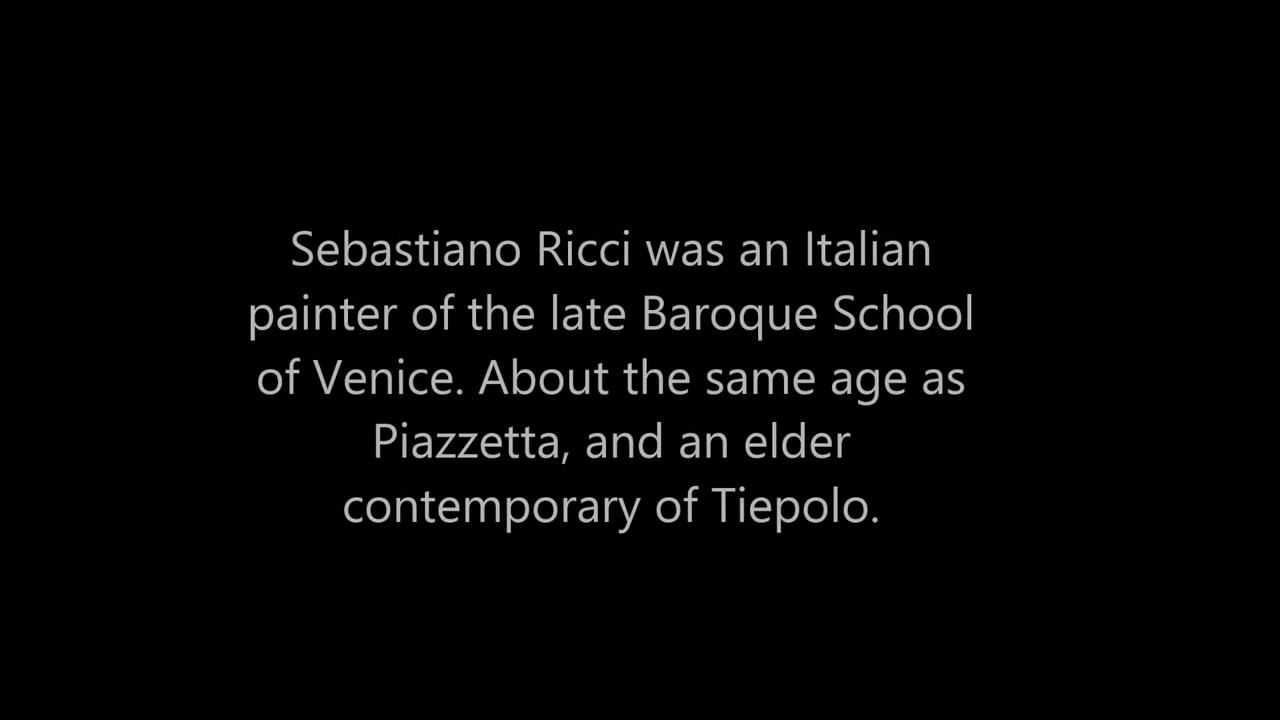 Sebastiano Ricci was an Italian
painter of the late Baroque School
of Venice. About the same age as
Piazzetta, and an elder
contemporary of Tiepolo.